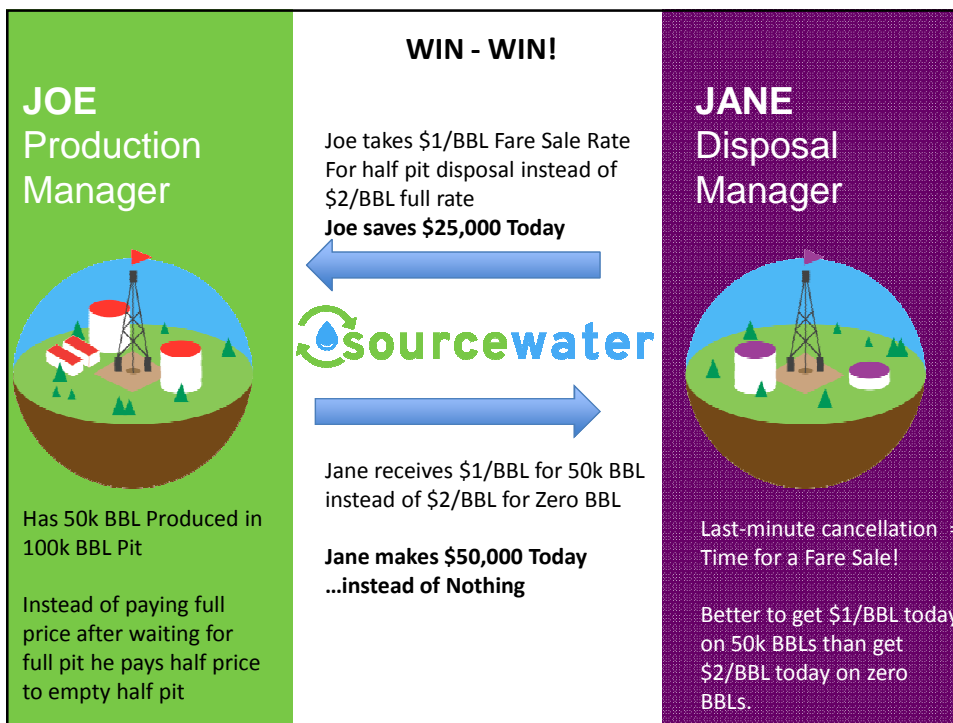 WIN - WIN!
JOE
Production
Manager
Has 50k BBL Produced in
100k BBL Pit
Instead of paying full
price after waiting for
full pit he pays half price
to empty half pit
Joe takes $1/BBL Fare Sale Rate
For half pit disposal instead of
$2/BBL full rate
Joe saves $25,000 Today
sourcewater
Jane receives $1/BBL for 50k BBL
instead of $2/BBL for Zero BBL
Jane makes $50,000 Today
...instead of Nothing
JANE
Disposal
Manager
Last-minute cancellation =
Time for a Fare Sale!
Better to get $1/BBL today
on 50k BBLs than get
$2/BBL today on zero
BBLs.